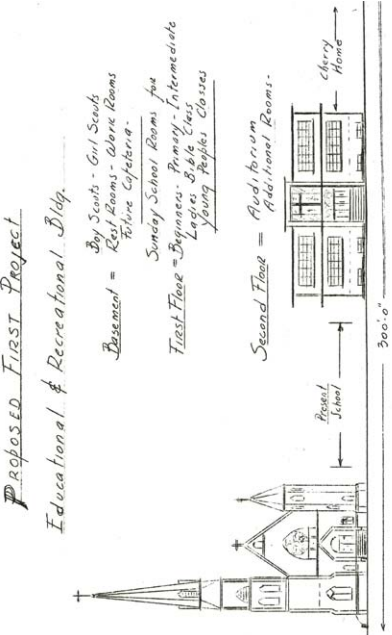 PROPOSED FIRST PROJECT
Educational & Recreational Bldg.
Basement = Boy Scouts - Girl Scouts
Rest Rooms - Work Rooms
Future Cafeteria -
Sunday School Rooms for
FIRST FLOOR = Beginners - Primary - Intermediate
Ladies Bible Class
Young Peoples Classes
Second Floor = Auditorium
Additional Rooms -
Present
School
Cherry
Home
300'-0"